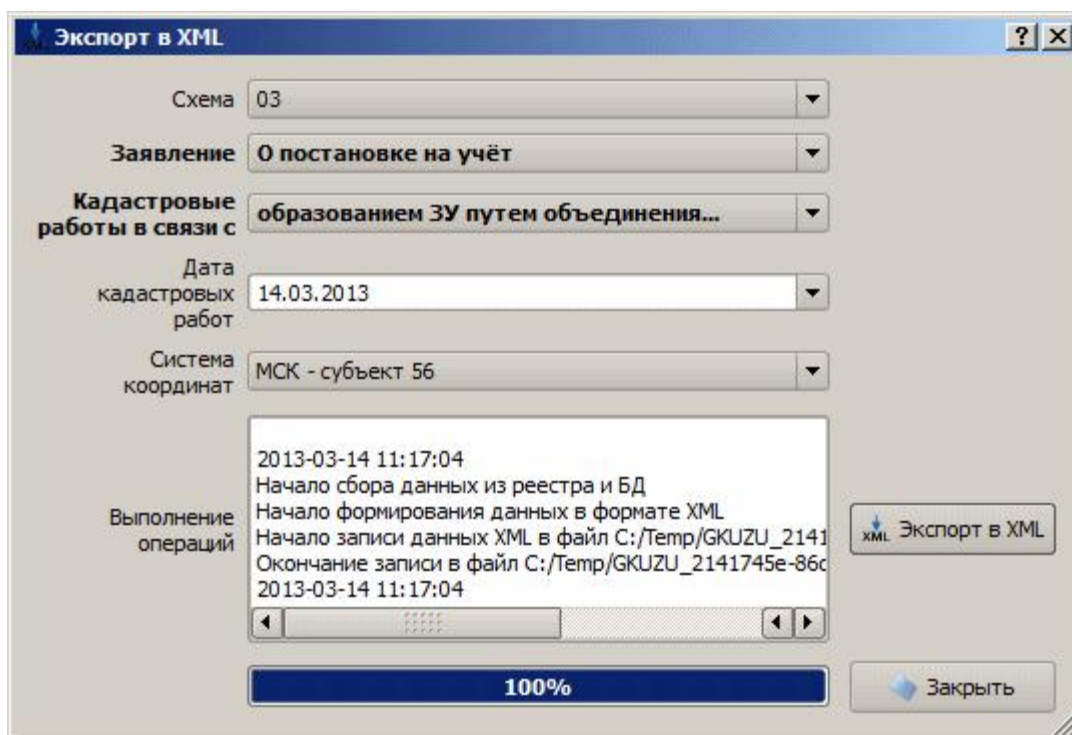 Экспорт в XML
Схема 03
Заявление О постановке на учёт
Кадастровые
работы в связи с образованием ЗУ путем объединения...
Дата
кадастровых 14.03.2013
работ
Система
координат МСК - субъект 56
Выполнение
операций
2013-03-14 11:17:04
Начало сбора данных из реестра и БД
Начало формирования данных в формате XML
Начало записи данных XML в файл C:/Temp/GKUZU_2141
Окончание записи в файл C:/Temp/GKUZU_2141745e-86c
2013-03-14 11:17:04
XML Экспорт в XML
100%
Закрыть